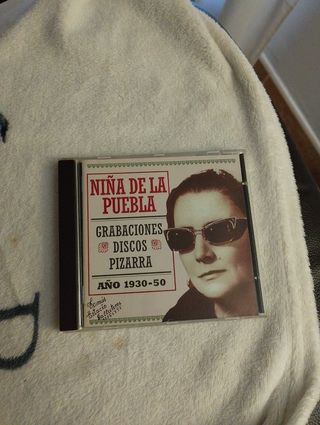 NIÑA DE LA
PUEBLA
GRABACIONES
DISCOS
PIZARRA
AÑO 1930-50